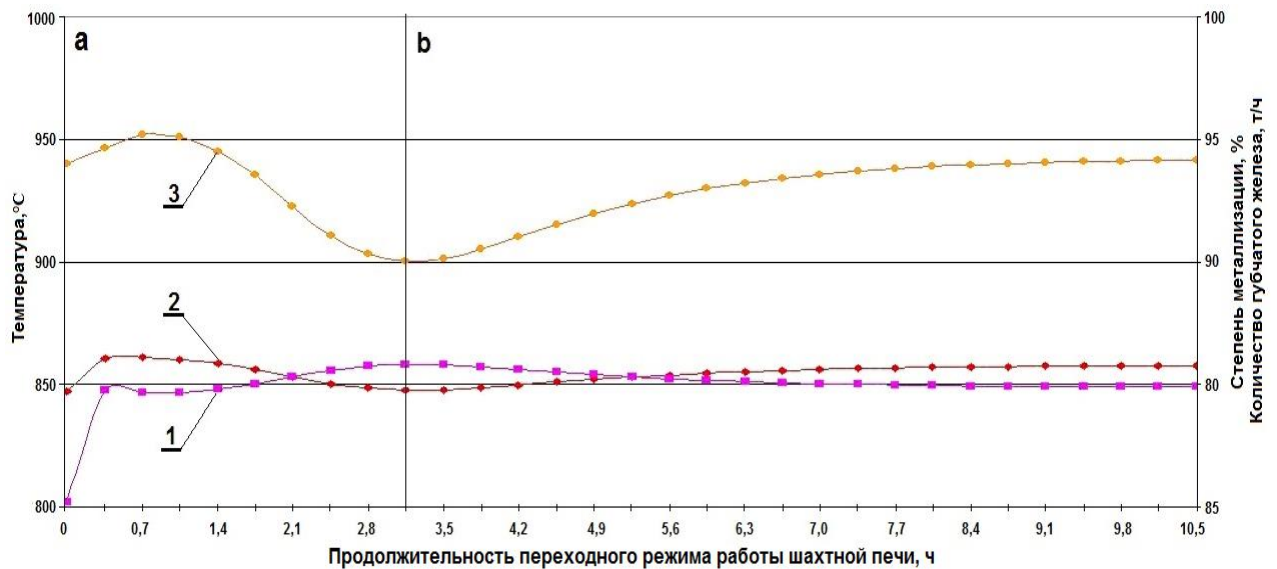 1000
950
900
850
800
Температура,°С
a
b
3
2
1
100
95
90
80
85
Степень металлизации, %
Количество губчатого железа, т/ч
0 0,7 1,4 2,1 2,8 3,5 4,2 4,9 5,6 6,3 7,0 7,7 8,4 9,1 9,8 10,5
Продолжительность переходного режима работы шахтной печи, ч